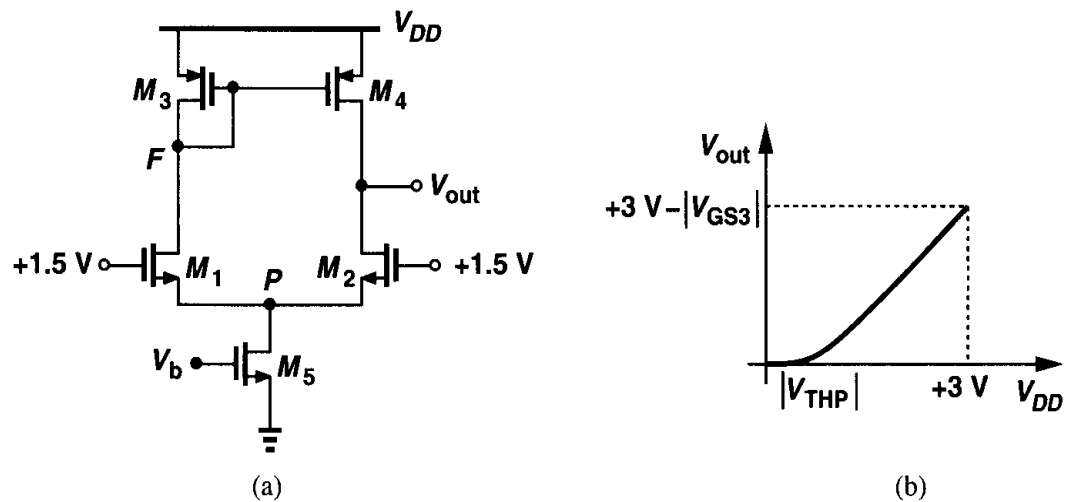 V_DD
M_3
M_4
F
V_out
+1.5 V
M_1
P
M_2
+1.5 V
V_b
M_5
(a)
V_out
+3 V–|V_GS3|
|V_THP|
+3 V
V_DD
(b)